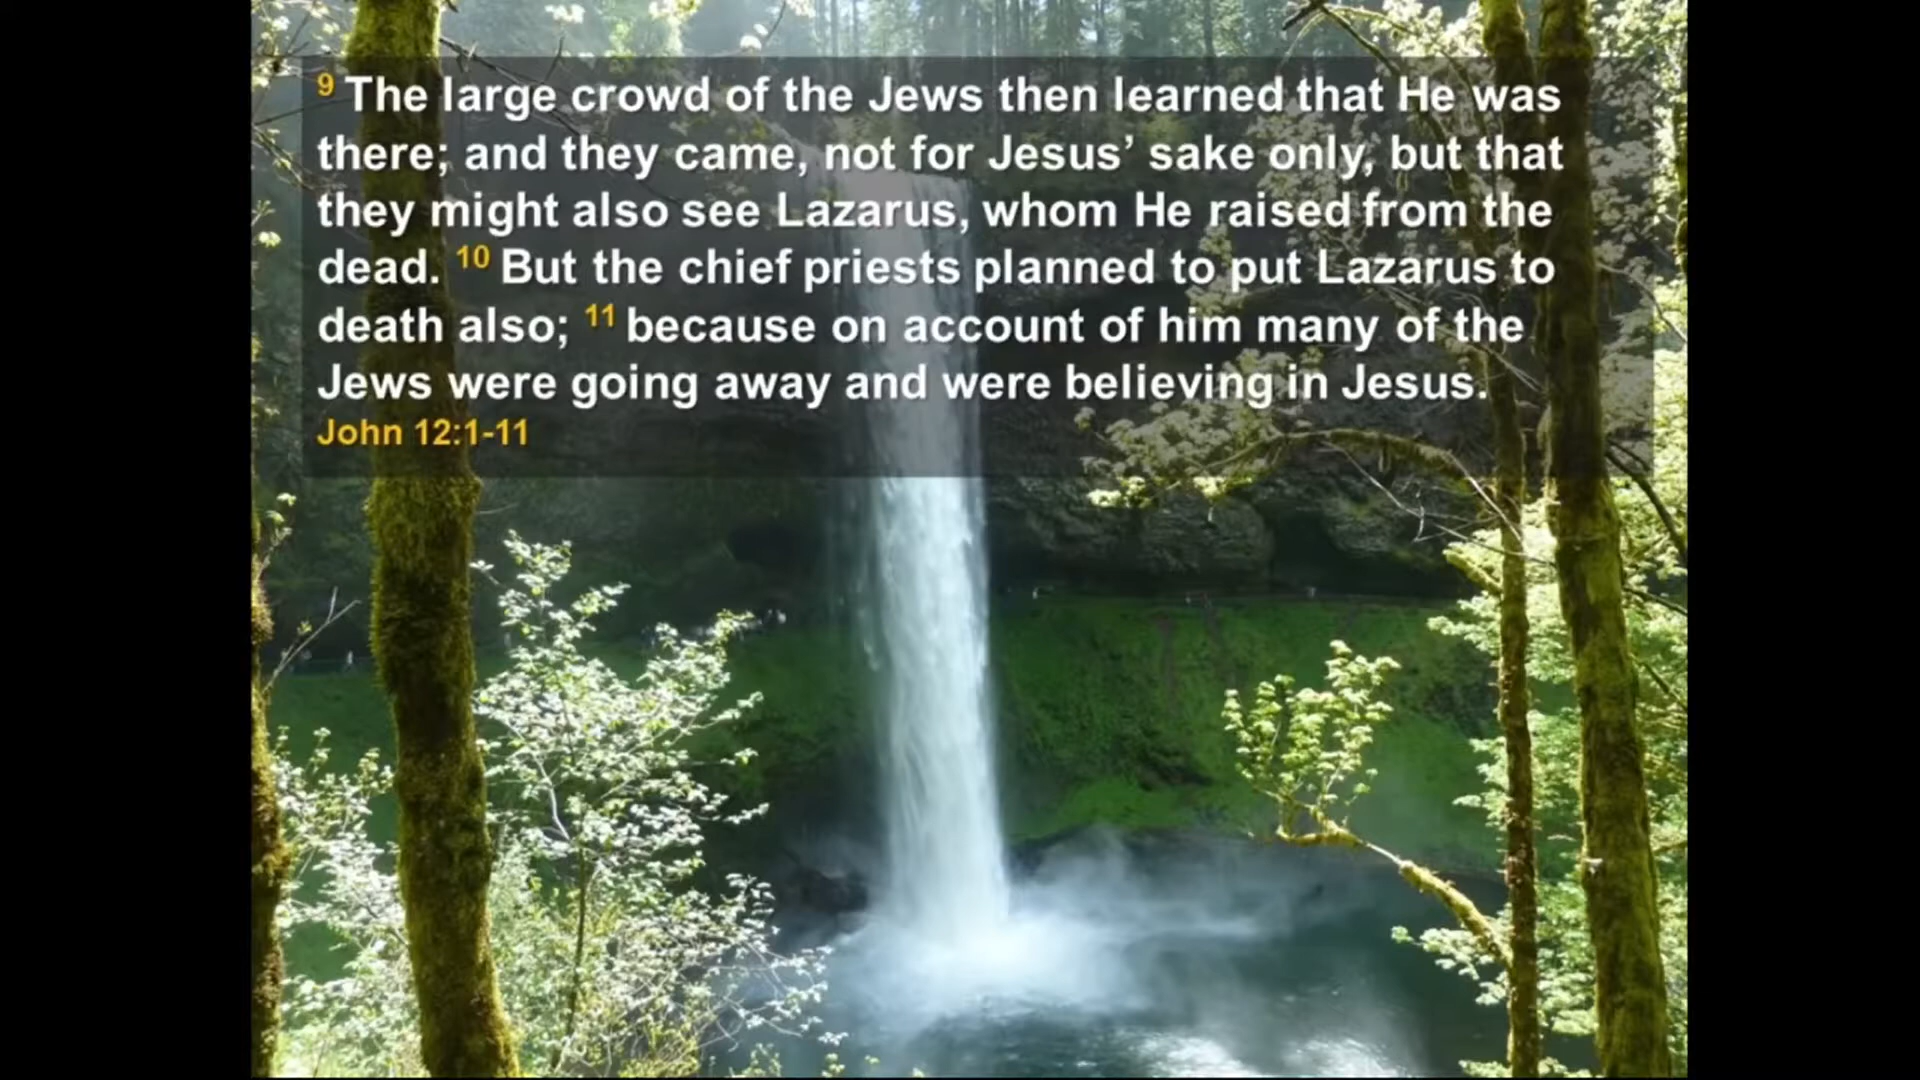 9 The large crowd of the Jews then learned that He was
there; and they came, not for Jesus’ sake only, but that
they might also see Lazarus, whom He raised from the
dead. 10 But the chief priests planned to put Lazarus to
death also; 11 because on account of him many of the
Jews were going away and were believing in Jesus.
John 12:1-11